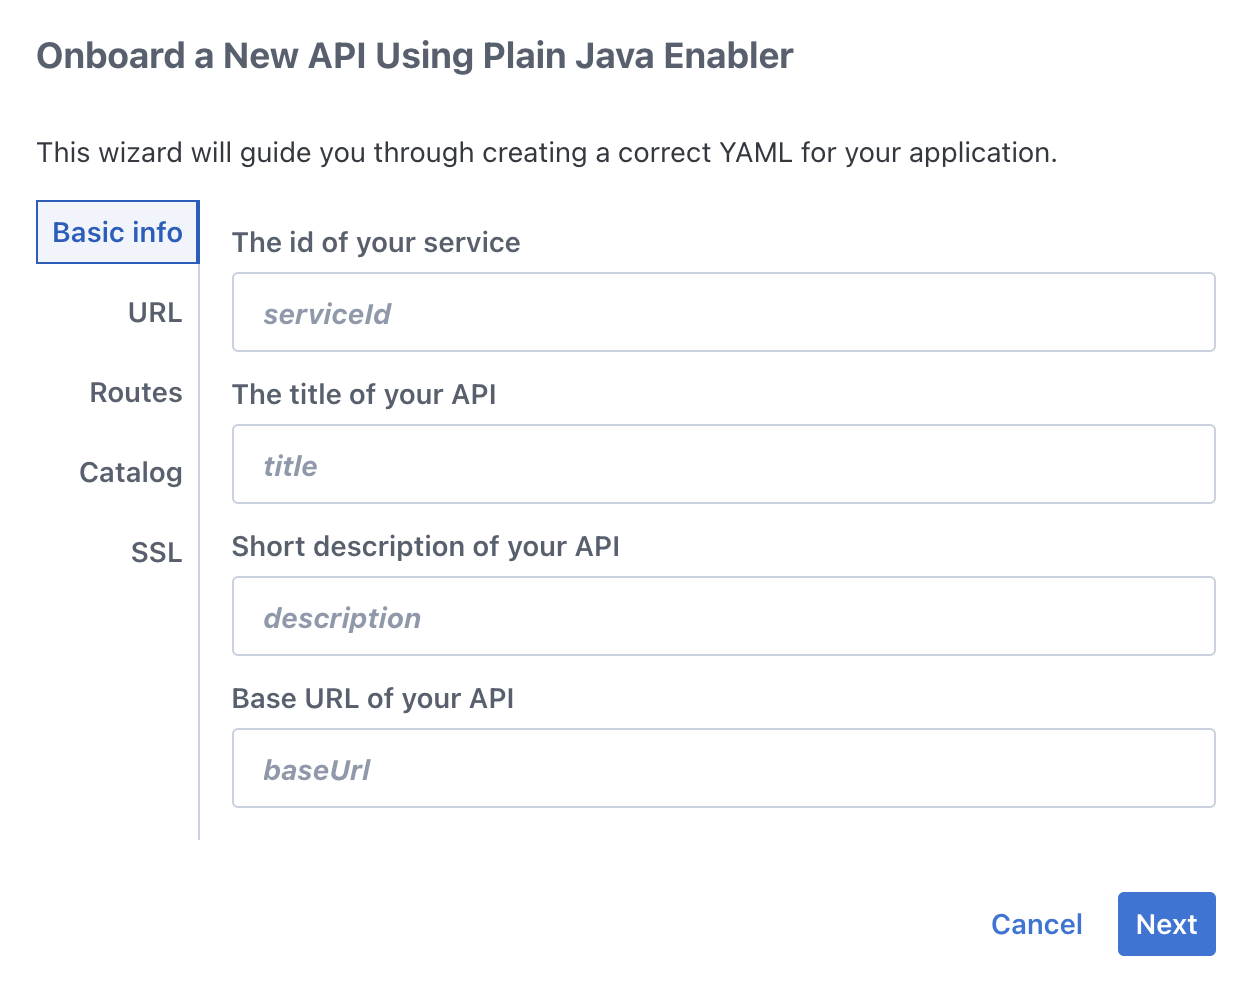 Onboard a New API Using Plain Java Enabler
This wizard will guide you through creating a correct YAML for your application.
Basic info
URL
Routes
Catalog
SSL
The id of your service
serviceId
The title of your API
title
Short description of your API
description
Base URL of your API
baseUrl
Cancel
Next